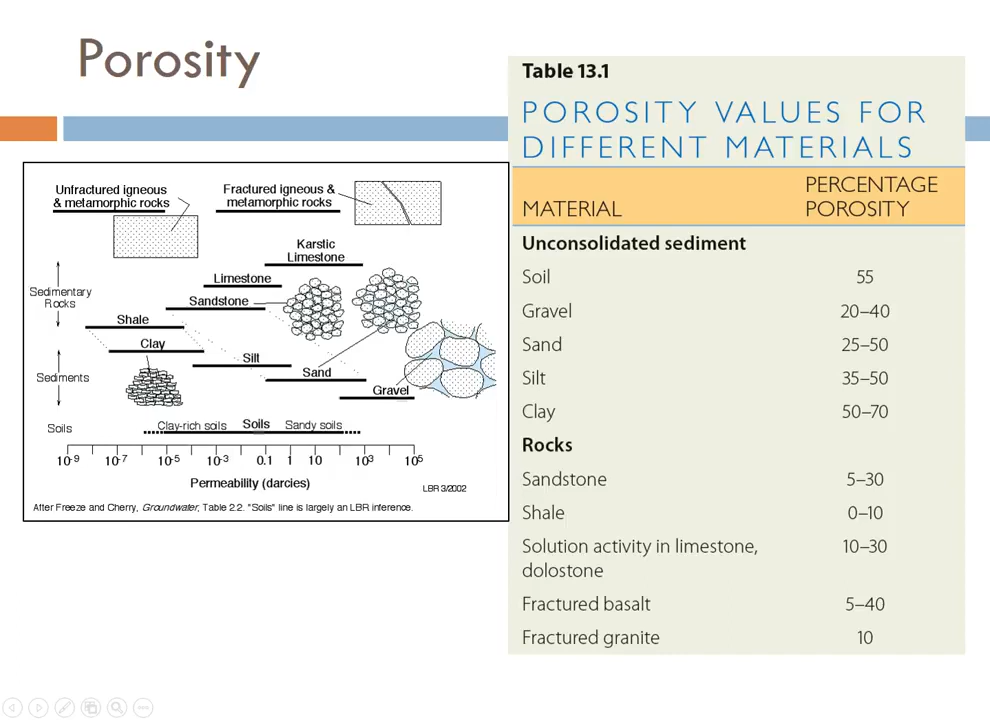 Porosity
Unfractured igneous
& metamorphic rocks
Fractured igneous &
metamorphic rocks
Karstic
Limestone
Limestone
Sedimentary
Rocks
Sandstone
Shale
Clay
Silt
Sediments
Sand
Gravel
Soils
Clay-rich soils Soils Sandy soils
10-9 10-7 10-5 10-3 0.1 1 10 103 105
Permeability (darcies)
LBR 3/2002
After Freeze and Cherry, Groundwater, Table 2.2. "Soils" line is largely an LBR inference.
Table 13.1
POROSITY VALUES FOR
DIFFERENT MATERIALS
MATERIAL PERCENTAGE POROSITY
Unconsolidated sediment
Soil 55
Gravel 20–40
Sand 25–50
Silt 35–50
Clay 50–70
Rocks
Sandstone 5–30
Shale 0–10
Solution activity in limestone, 10–30
dolostone
Fractured basalt 5–40
Fractured granite 10